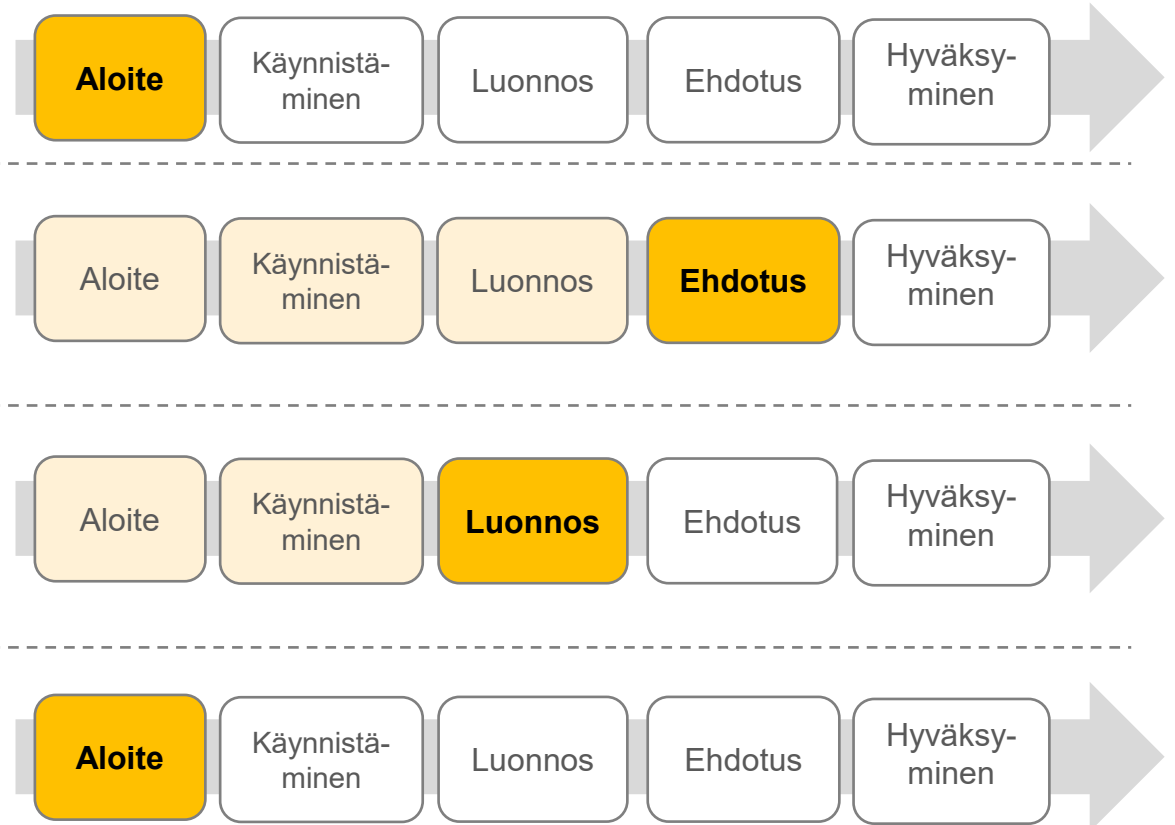 Aloite
Käynnistä-
minen
Luonnos
Ehdotus
Hyväksy-
minen
Aloite
Käynnistä-
minen
Luonnos
Ehdotus
Hyväksy-
minen
Aloite
Käynnistä-
minen
Luonnos
Ehdotus
Hyväksy-
minen
Aloite
Käynnistä-
minen
Luonnos
Ehdotus
Hyväksy-
minen